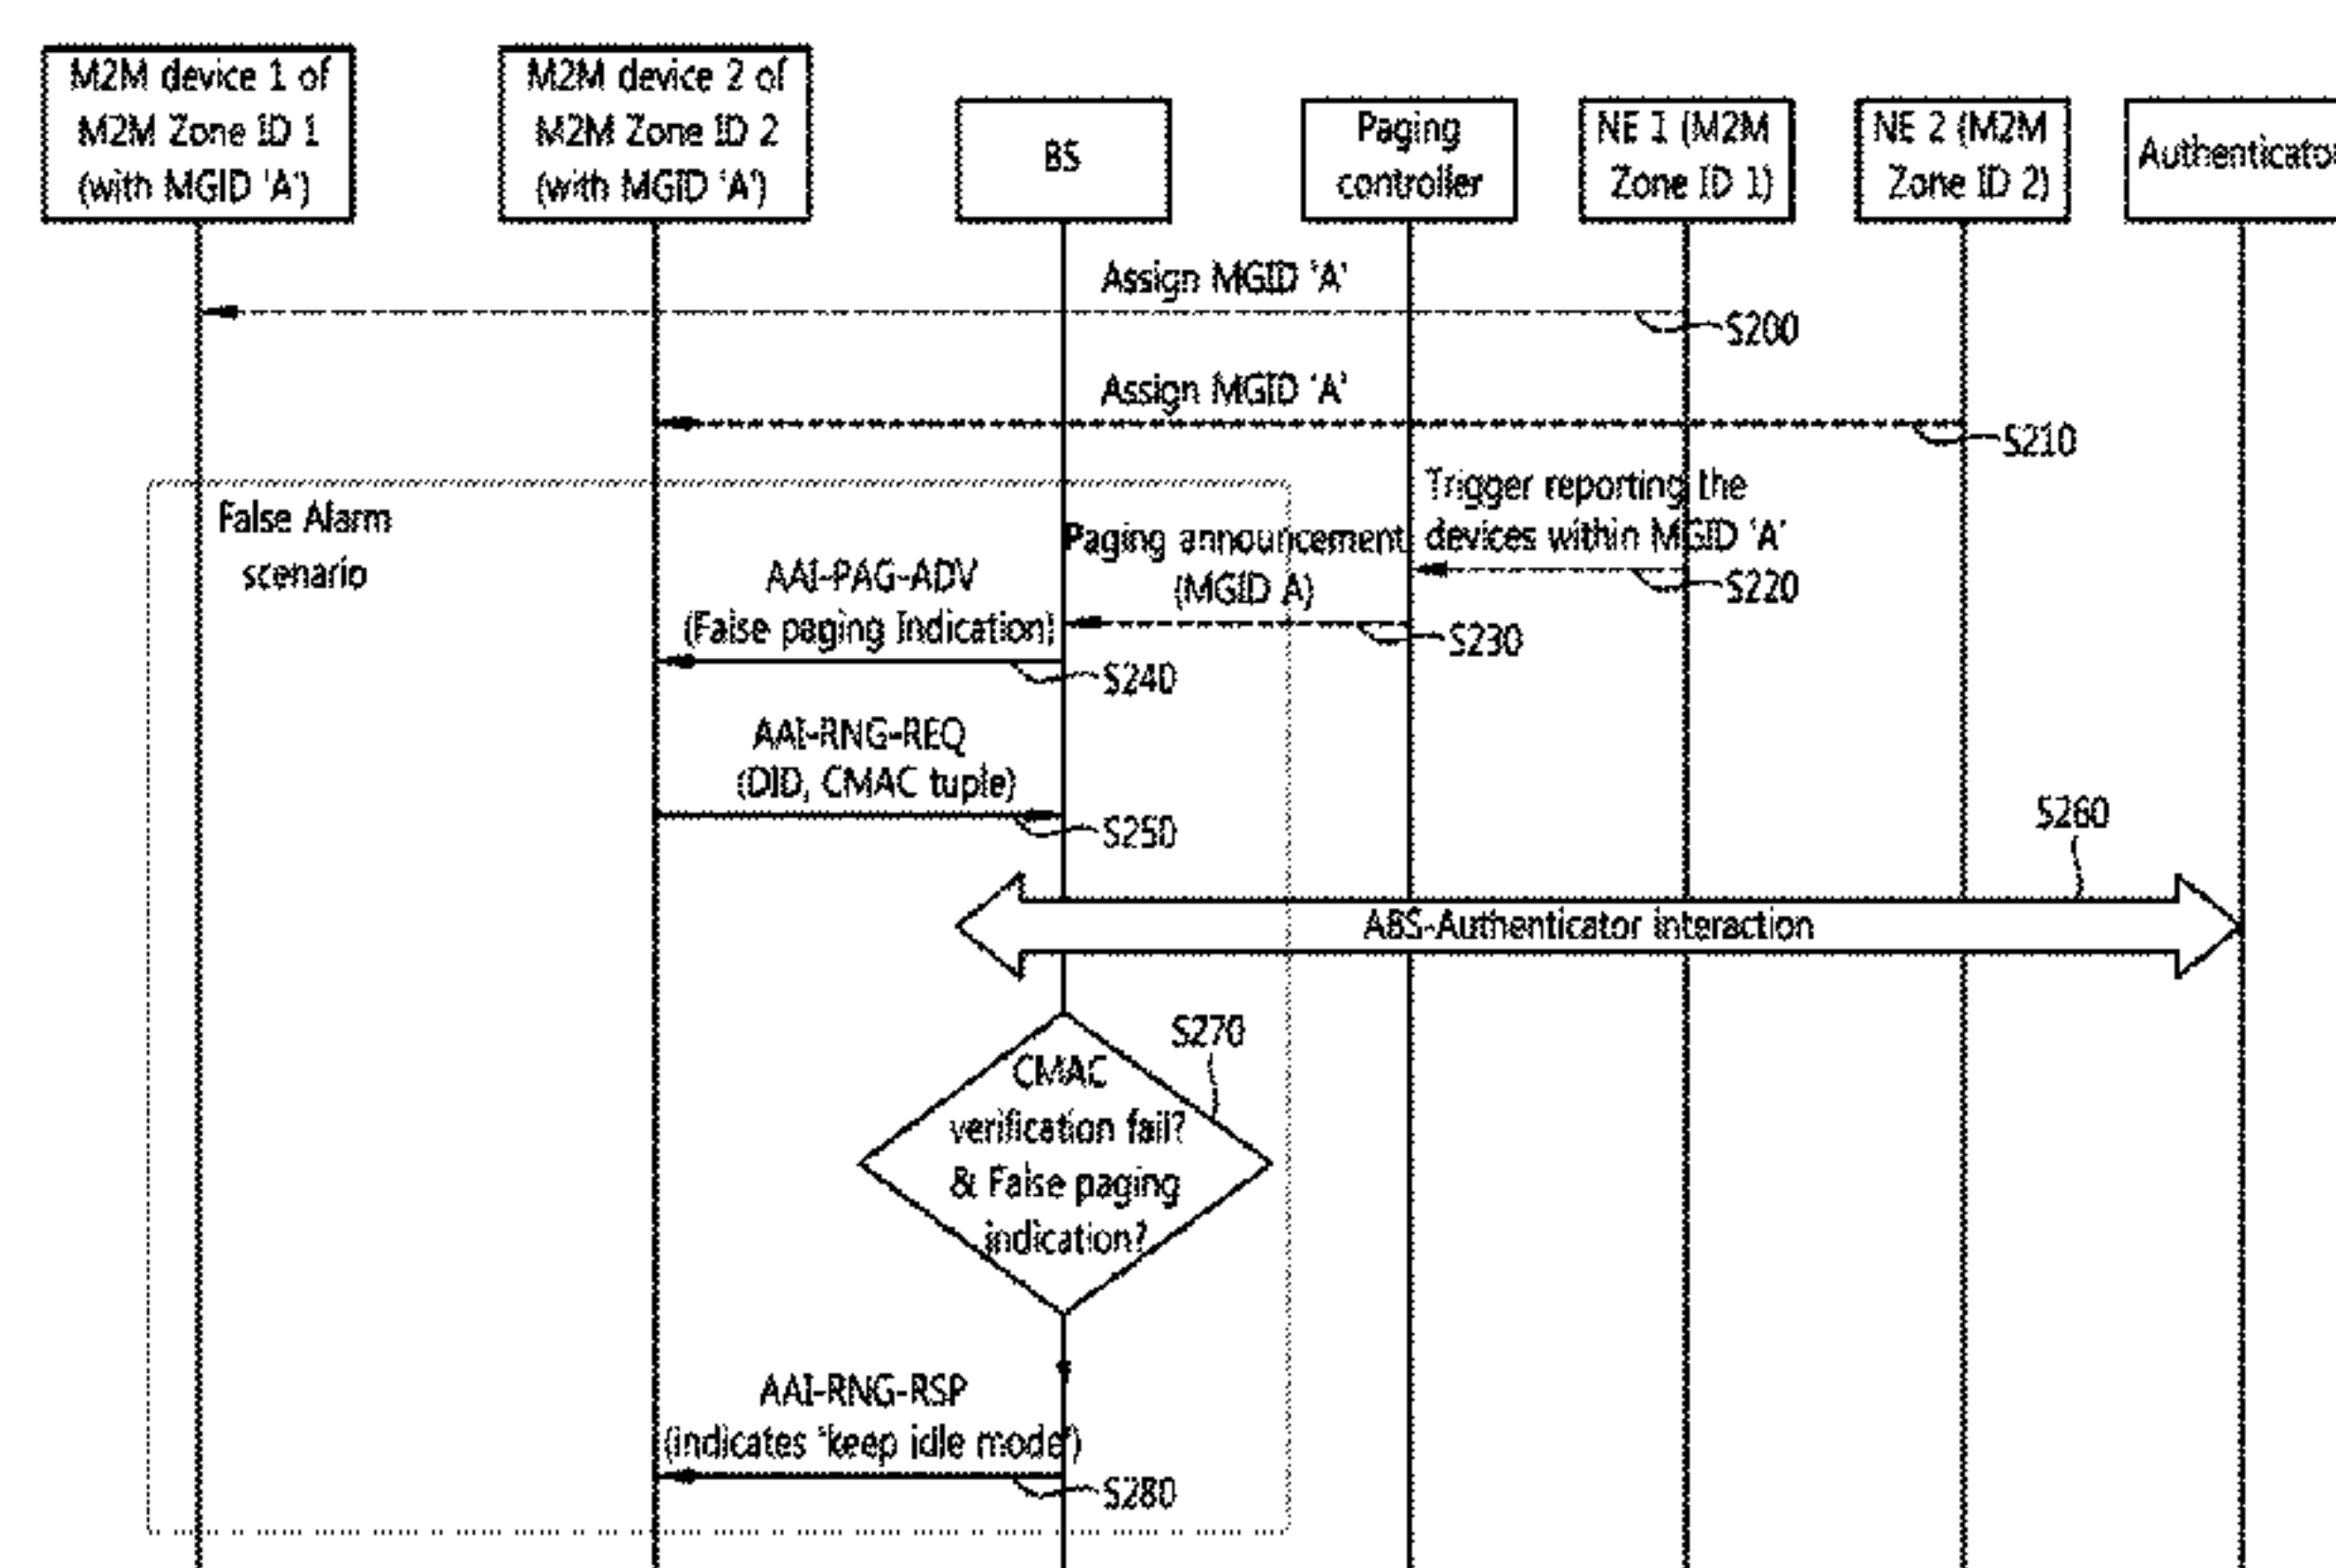 M2M device 1 of
M2M Zone ID 1
(with MGID 'A')
M2M device 2 of
M2M Zone ID 2
(with MGID 'A')
BS
Paging
controller
NE 1 (M2M
Zone ID 1)
NE 2 (M2M
Zone ID 2)
Authenticato
Assign MGID 'A'
S200
Assign MGID 'A'
S210
False Alarm
scenario
Trigger reporting the
devices within MGID 'A'
S220
Paging announcement
(MGID A)
S230
AAI-PAG-ADV
(False paging Indication)
S240
AAI-RNG-REQ
(DID, CMAC tuple)
S250
S260
ABS-Authenticator interaction
S270
CMAC
verification fail?
& False paging
indication?
AAI-RNG-RSP
(indicates 'keep idle mode')
S280